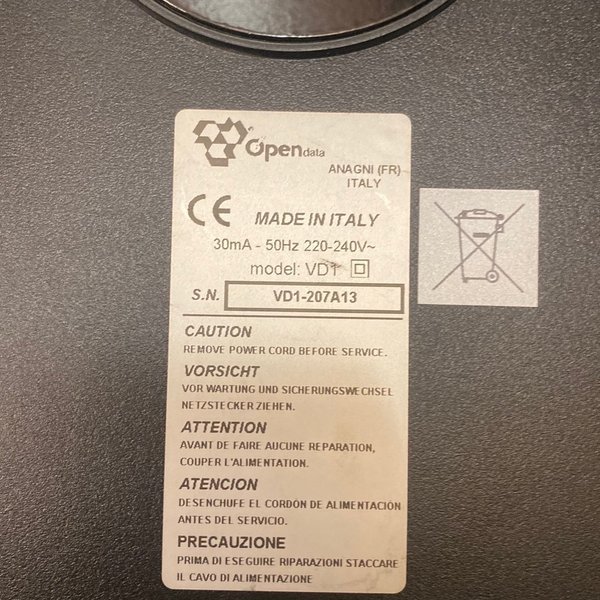 Open data
ANAGNI (FR)
ITALY
CE MADE IN ITALY
30mA - 50Hz 220-240V~
model: VD1
S.N. VD1-207A13
CAUTION
REMOVE POWER CORD BEFORE SERVICE.
VORSICHT
VOR WARTUNG UND SICHERUNGSWECHSEL
NETZSTECKER ZIEHEN.
ATTENTION
AVANT DE FAIRE AUCUNE REPARATION,
COUPER L'ALIMENTATION.
ATENCION
DESENCHUFE EL CORDÓN DE ALIMENTACIÓN
ANTES DEL SERVICIO.
PRECAUZIONE
PRIMA DI ESEGUIRE RIPARAZIONI STACCARE
IL CAVO DI ALIMENTAZIONE